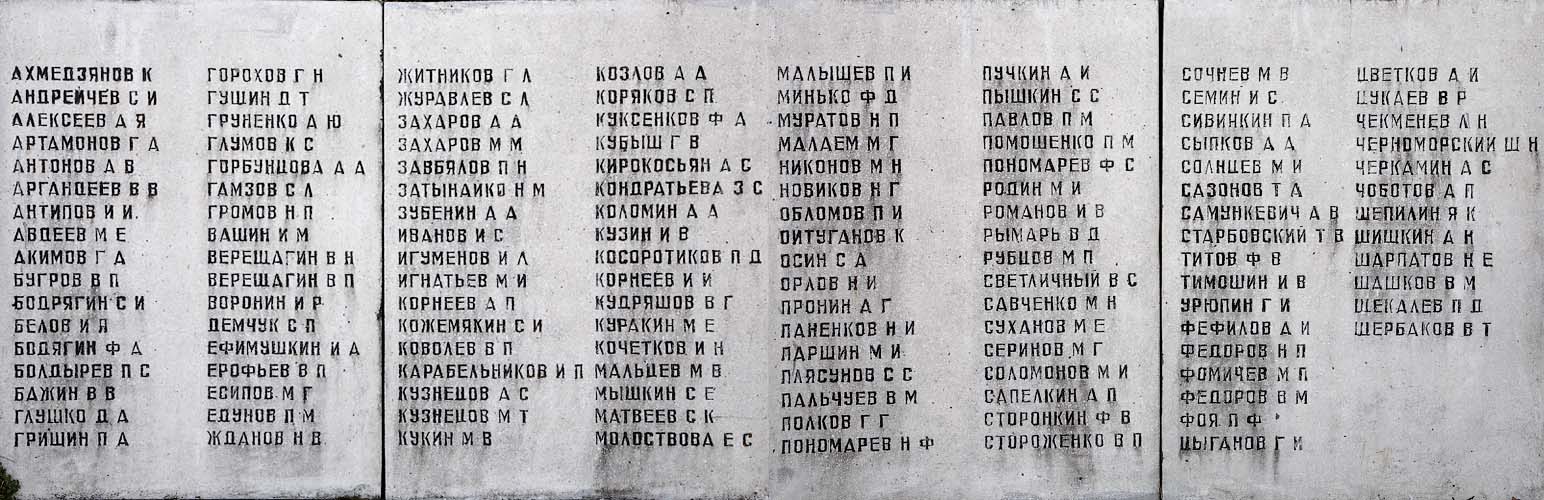 АХМЕДЗЯНОВ К
АНДРЕЙЧЕВ С И
АЛЕКСЕЕВ А Я
АРТАМОНОВ Г А
АНТОНОВ А В
АРГАНДЕЕВ В В
АНТИПОВ И И.
АВДЕЕВ М Е
АКИМОВ Г А
БУГРОВ В П
БОДРЯГИН С И
БЕЛОВ И Я
БОДЯГИН Ф А
БОЛДЫРЕВ П С
БАЖИН В В
ГЛУШКО Д А
ГРИШИН П А
ГОРОХОВ Г Н
ГУШИН Д Т
ГРУНЕНКО А Ю
ГЛУМОВ К С
ГОРБУНЦОВА А А
ГАМЗОВ С Л
ГРОМОВ Н П
ВАШИН И М
ВЕРЕЩАГИН В Н
ВЕРЕЩАГИН В П
ВОРОНИН И Р
ДЕМЧУК С П
ЕФИМУШКИН И А
ЕРОФЬЕВ В П
ЕСИПОВ М Г
ЕДУНОВ П М
ЖДАНОВ Н В
ЖИТНИКОВ Г Л
ЖУРАВЛЕВ С Л
ЗАХАРОВ А А
ЗАХАРОВ М М
ЗАВБЯЛОВ П Н
ЗАТЫНАЙКО Н М
ЗУБЕНИН А А
ИВАНОВ И С
ИГУМЕНОВ И Л
ИГНАТЬЕВ М И
КОРНЕЕВ А П
КОЖЕМЯКИН С И
КОВОЛЕВ В П
КАРАБЕЛЬНИКОВ И П
КУЗНЕЦОВ А С
КУЗНЕЦОВ М Т
КУКИН М В
КОЗЛОВ А А
КОРЯКОВ С П
КУКСЕНКОВ Ф А
КУБЫШ Г В
КИРОКОСЬЯН А С
КОНДРАТЬЕВА З С
КОЛОМИН А А
КУЗИН И В
КОСОРОТИКОВ П Д
КОРНЕЕВ И И
КУДРЯШОВ В Г
КУРАКИН М Е
КОЧЕТКОВ И Н
МАЛЬЦЕВ М В
МЫШКИН С Е
МАТВЕЕВ С К
МОЛОСТВОВА Е С
МАЛЫШЕВ П И
МИНЬКО Ф Д
МУРАТОВ Н П
МАЛАЕМ М Г
НИКОНОВ М Н
НОВИКОВ Н Г
ОБЛОМОВ П И
ОИТУГАНОВ К
ОСИН С А
ОРЛОВ Н И
ПРОНИН А Г
ПАНЕНКОВ Н И
ПАРШИН М И
ПЛЯСУНОВ С С
ПАЛЬЧУЕВ В М
ПОЛКОВ Г Г
ПОНОМАРЕВ Н Ф
ПУЧКИН А И
ПЫШКИН С С
ПАВЛОВ П М
ПОМОШЕНКО П М
ПОНОМАРЕВ Ф С
РОДИН М И
РОМАНОВ И В
РЫМАРЬ В Д
РУБЦОВ М П
СВЕТЛИЧНЫЙ В С
САВЧЕНКО М Н
СУХАНОВ М Е
СЕРИКОВ М Г
СОЛОМОНОВ М И
САПЕЛКИН А П
СТОРОНКИН Ф В
СТОРОЖЕНКО В П
СОЧНЕВ М В
СЕМИН И С
СИВИНКИН П А
СЫПКОВ А А
СОЛНЦЕВ М И
САЗОНОВ Т А
САМУНКЕВИЧ А В
СТАРБОВСКИЙ Т В
ТИТОВ Ф В
ТИМОШИН И В
УРЮПИН Г И
ФЕФИЛОВ А И
ФЕДОРОВ Н П
ФОМИЧЕВ М П
ФЕДОРОВ В М
ФОЯ П Ф
ЦЫГАНОВ Г И
ЦВЕТКОВ А И
ЦУКАЕВ В Р
ЧЕКМЕНЕВ Л Н
ЧЕРНОМОРСКИЙ Ш Н
ЧЕРКАМИН А С
ЧОБОТОВ А П
ШЕПИЛИН Я К
ШИШКИН А Н
ШАРПАТОВ Н Е
ШАШКОВ В М
ЩЕКАЛЕВ П Д
ЩЕРБАКОВ В Т